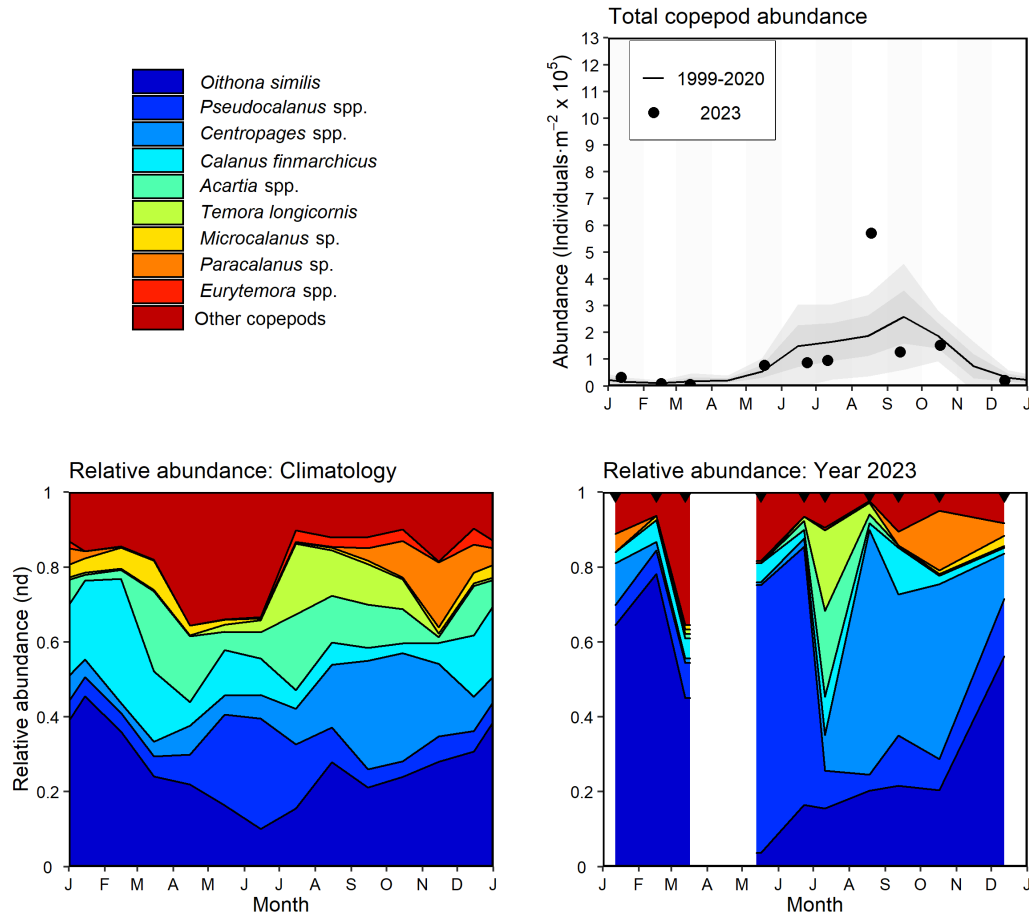 Total copepod abundance
Oithona similis
Pseudocalanus spp.
Centropages spp.
Calanus finmarchicus
Acartia spp.
Temora longicornis
Microcalanus sp.
Paracalanus sp.
Eurytemora spp.
Other copepods
Abundance (Individuals·m⁻² x 10⁵)
13
12
11
10
9
8
7
6
5
4
3
2
1
0
1999-2020
2023
J F M A M J J A S O N D J
Relative abundance: Climatology
Relative abundance (nd)
1
0.8
0.6
0.4
0.2
0
J F M A M J J A S O N D J
Month
Relative abundance: Year 2023
1
0.8
0.6
0.4
0.2
0
J F M A M J J A S O N D J
Month